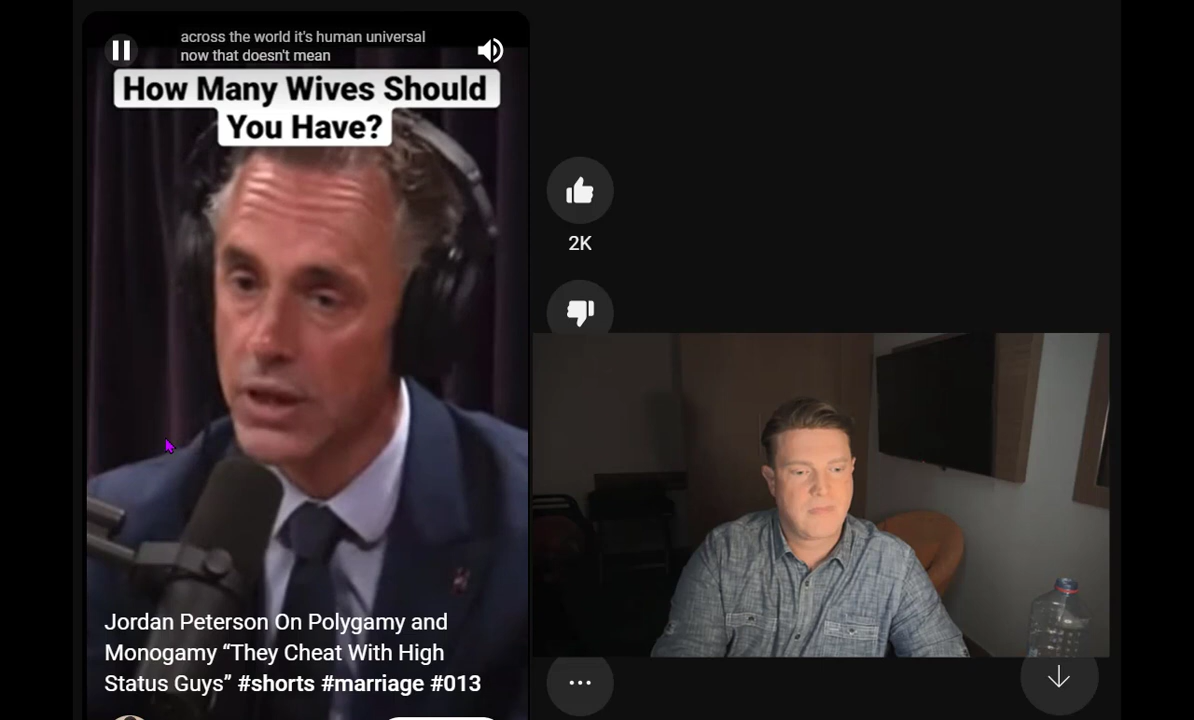 across the world it's human universal
now that doesn't mean
How Many Wives Should
You Have?
2K
Jordan Peterson On Polygamy and
Monogamy “They Cheat With High
Status Guys” #shorts #marriage #013